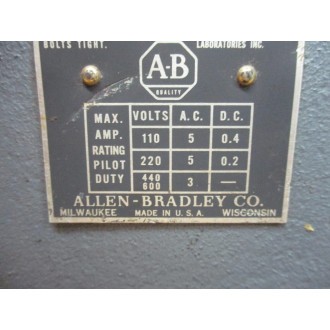 BOLTS TIGHT. LABORATORIES INC.
A-B
QUALITY
MAX. AMP. RATING PILOT DUTY
VOLTS A.C. D.C.
110 5 0.4
220 5 0.2
440 600 3 —
ALLEN-BRADLEY CO.
MILWAUKEE MADE IN U.S.A. WISCONSIN